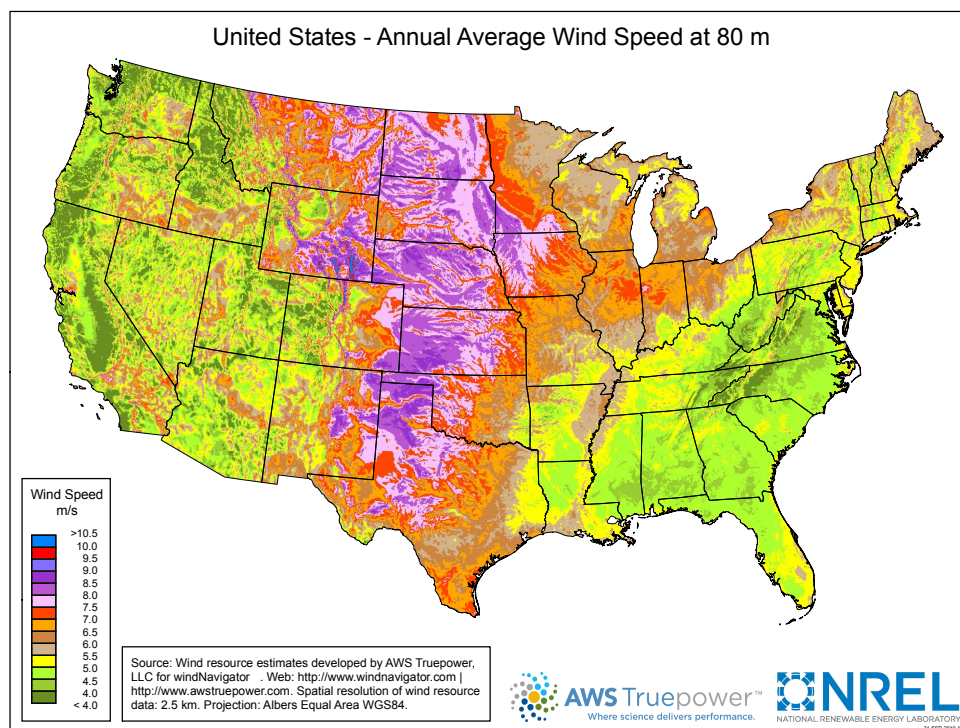 United States - Annual Average Wind Speed at 80 m
Wind Speed
m/s
>10.5
10.0
9.5
9.0
8.5
8.0
7.5
7.0
6.5
6.0
5.5
5.0
4.5
4.0
< 4.0
Source: Wind resource estimates developed by AWS Truepower,
LLC for windNavigator . Web: http://www.windnavigator.com |
http://www.awstruepower.com. Spatial resolution of wind resource
data: 2.5 km. Projection: Albers Equal Area WGS84.
AWS Truepower™
Where science delivers performance.
NREL
NATIONAL RENEWABLE ENERGY LABORATORY